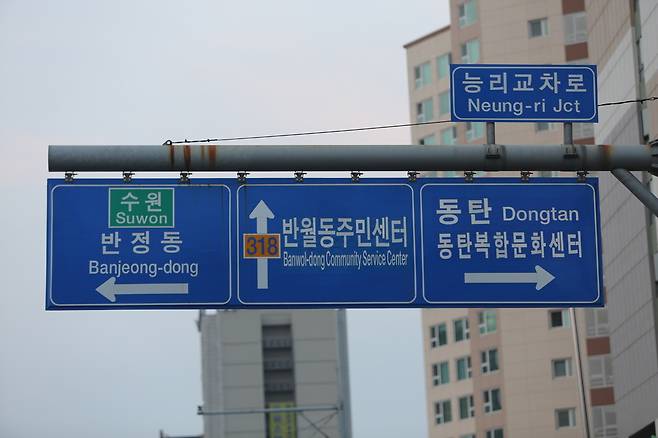 능리교차로
Neung-ri Jct
수원
Suwon
반정동
Banjeong-dong
318
반월동주민센터
Banwol-dong Community Service Center
동탄 Dongtan
동탄복합문화센터